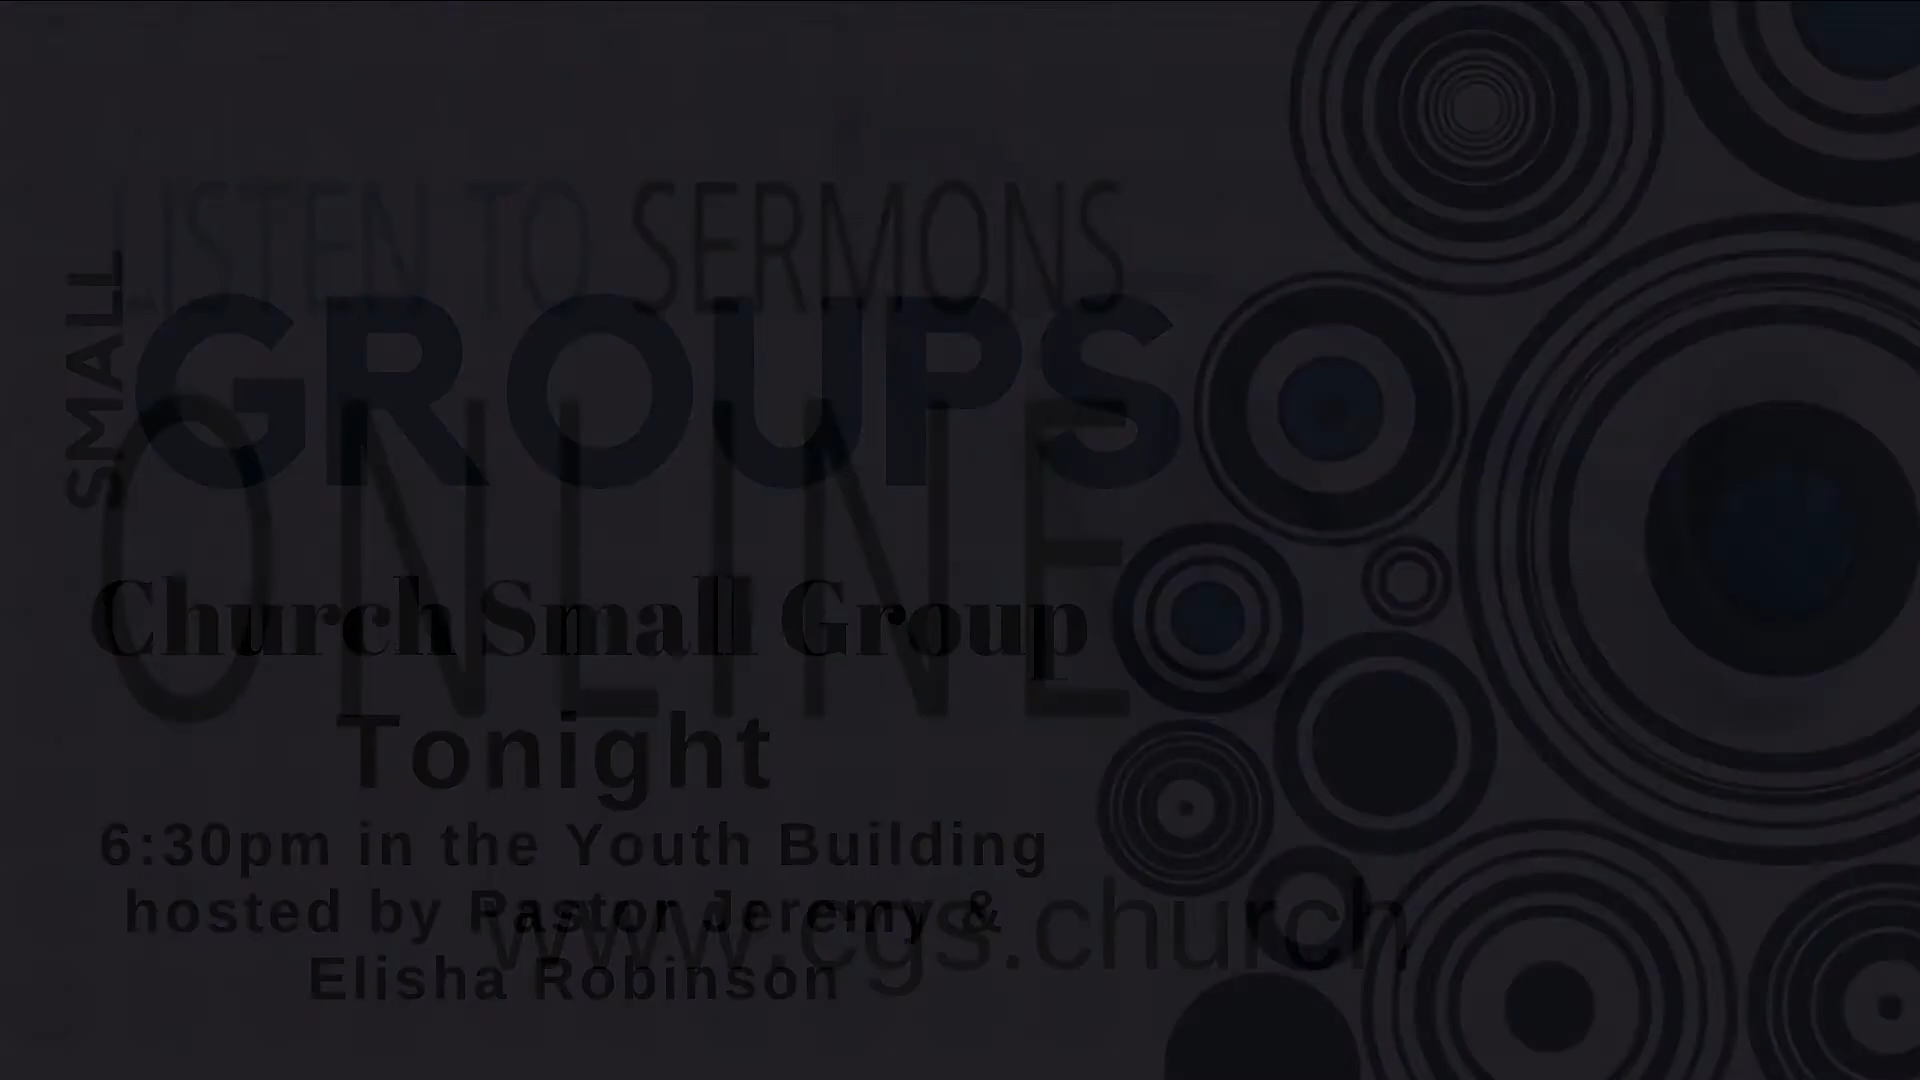 LISTEN TO SERMONS
SMALL
GROUPS
ONLINE
Church Small Group
Tonight
6:30pm in the Youth Building
hosted by Pastor Jeremy &
Elisha Robinson
www.cgs.church